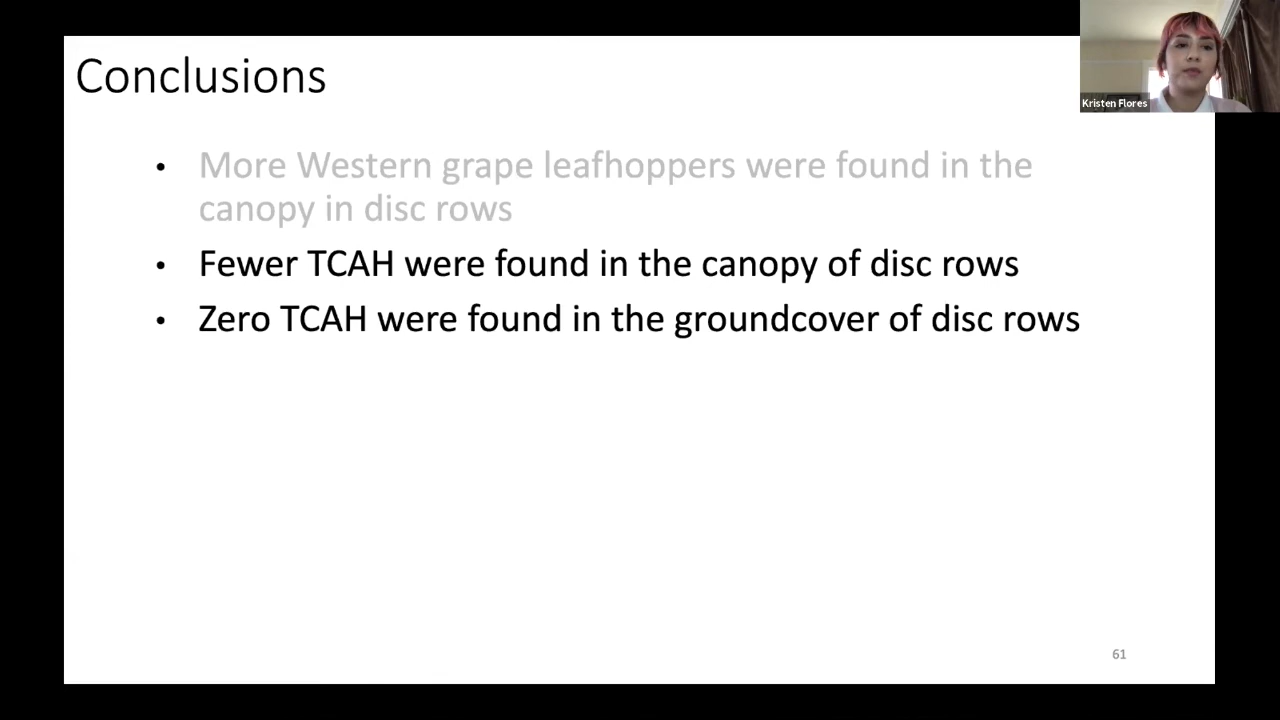 Conclusions
Kristen Flores
• More Western grape leafhoppers were found in the
canopy in disc rows
• Fewer TCAH were found in the canopy of disc rows
• Zero TCAH were found in the groundcover of disc rows
61